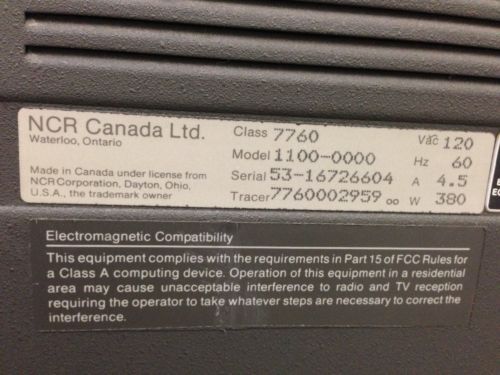 NCR Canada Ltd.
Waterloo, Ontario
Made in Canada under license from
NCR Corporation, Dayton, Ohio,
U.S.A., the trademark owner
Class 7760
Model 1100-0000
Serial 53-16726604
Tracer 7760002959 00
Vac 120
Hz 60
A 4.5
W 380
Electromagnetic Compatibility
This equipment complies with the requirements in Part 15 of FCC Rules for
a Class A computing device. Operation of this equipment in a residential
area may cause unacceptable interference to radio and TV reception
requiring the operator to take whatever steps are necessary to correct the
interference.